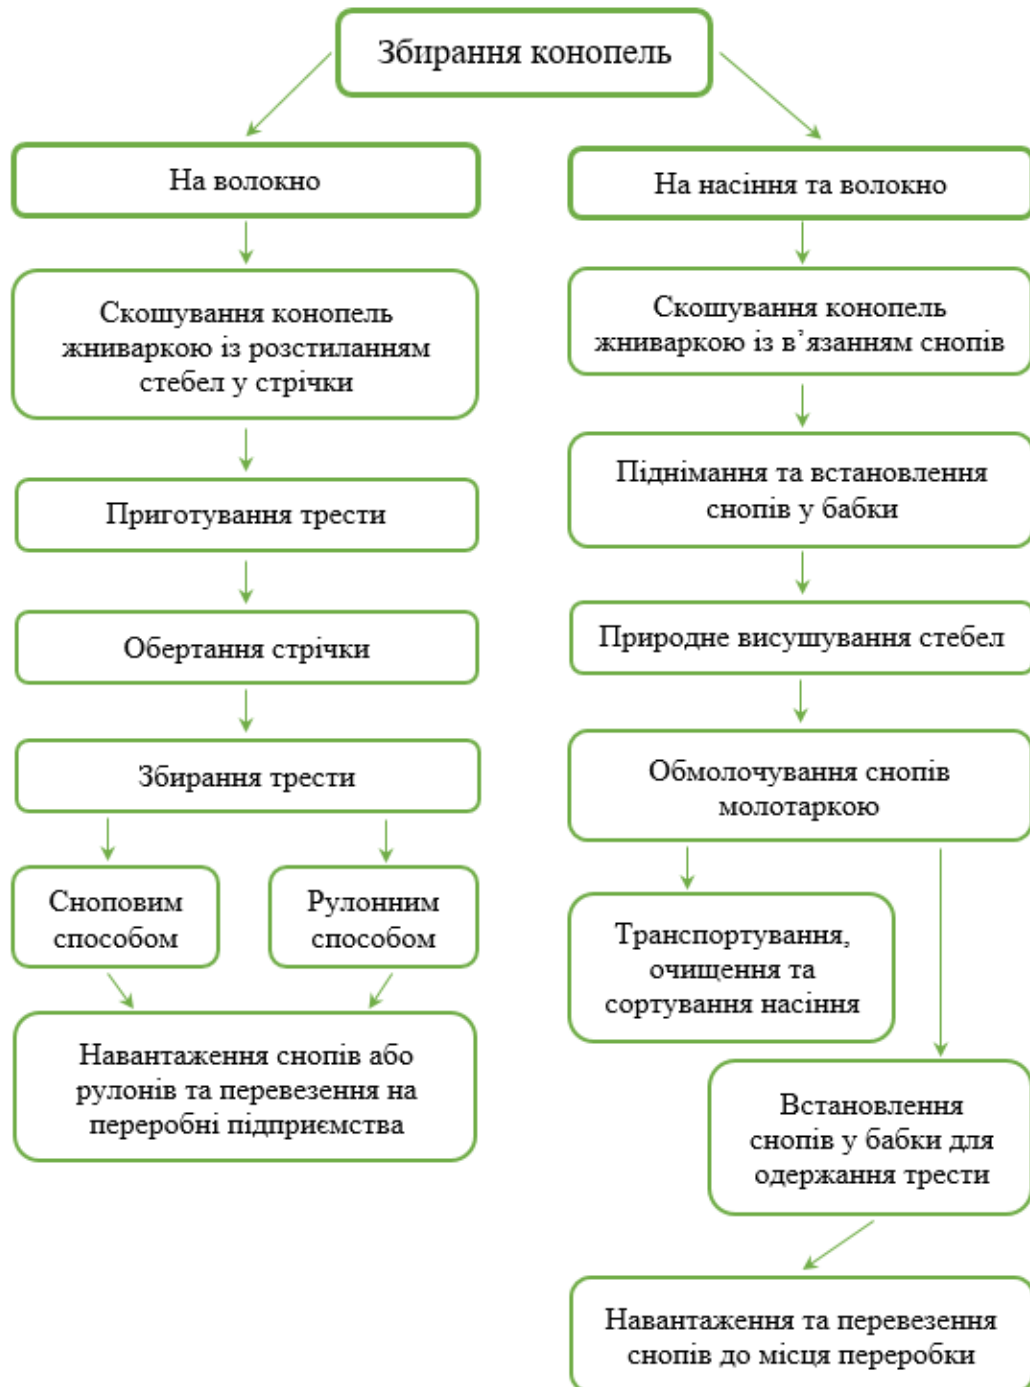 Збирання конопель
На волокно
Скошування конопель
жниваркою із розстиланням
стебел у стрічки
Приготування трести
Обертання стрічки
Збирання трести
Сноповим
способом
Рулонним
способом
Навантаження снопів або
рулонів та перевезення на
переробні підприємства
На насіння та волокно
Скошування конопель
жниваркою із в’язанням снопів
Піднімання та встановлення
снопів у бабки
Природне висушування стебел
Обмолочування снопів
молотаркою
Транспортування,
очищення та
сортування насіння
Встановлення
снопів у бабки для
одержання трести
Навантаження та перевезення
снопів до місця переробки